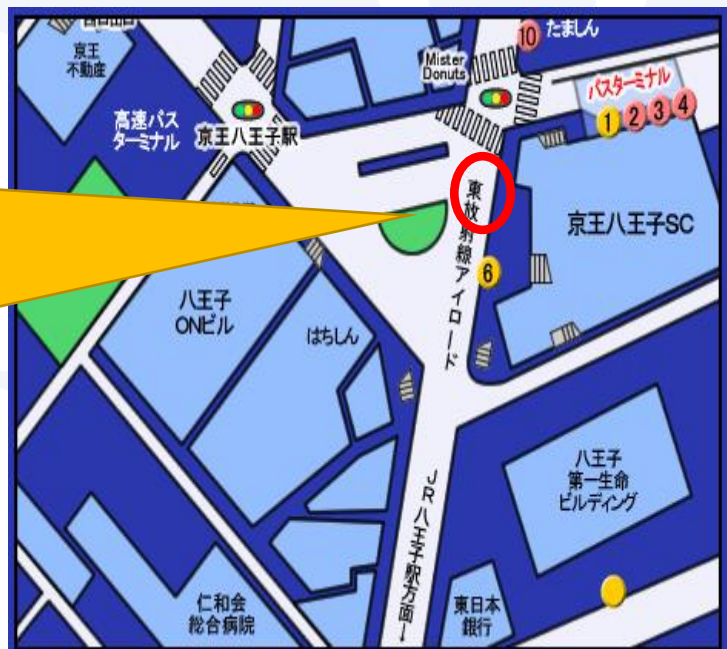 京王
不動産
高速バス
ターミナル
京王八王子駅
Mister
Donuts
10
たましん
バスターミナル
1
2
3
4
京王八王子SC
東放射線アイロード
6
八王子
ONビル
はちしん
八王子
第一生命
ビルディング
JR八王子駅方面→
仁和会
総合病院
東日本
銀行